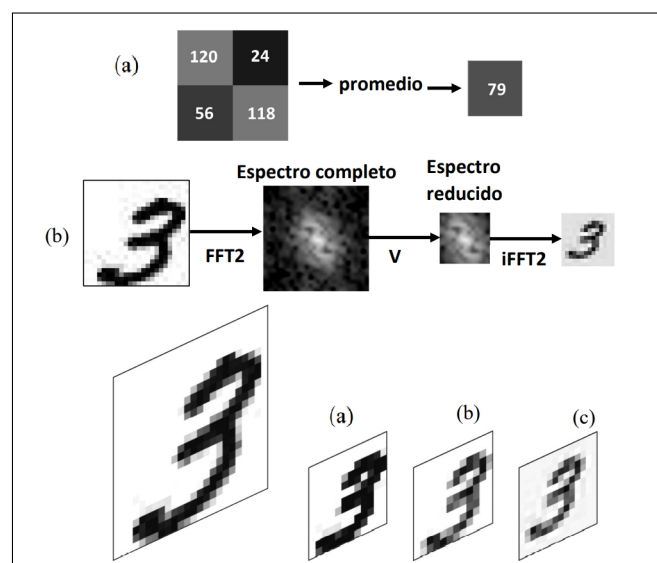 (a)
120 24
56 118
promedio
79
(b)
Espectro completo
Espectro
reducido
FFT2
V
iFFT2
(a)
(b)
(c)